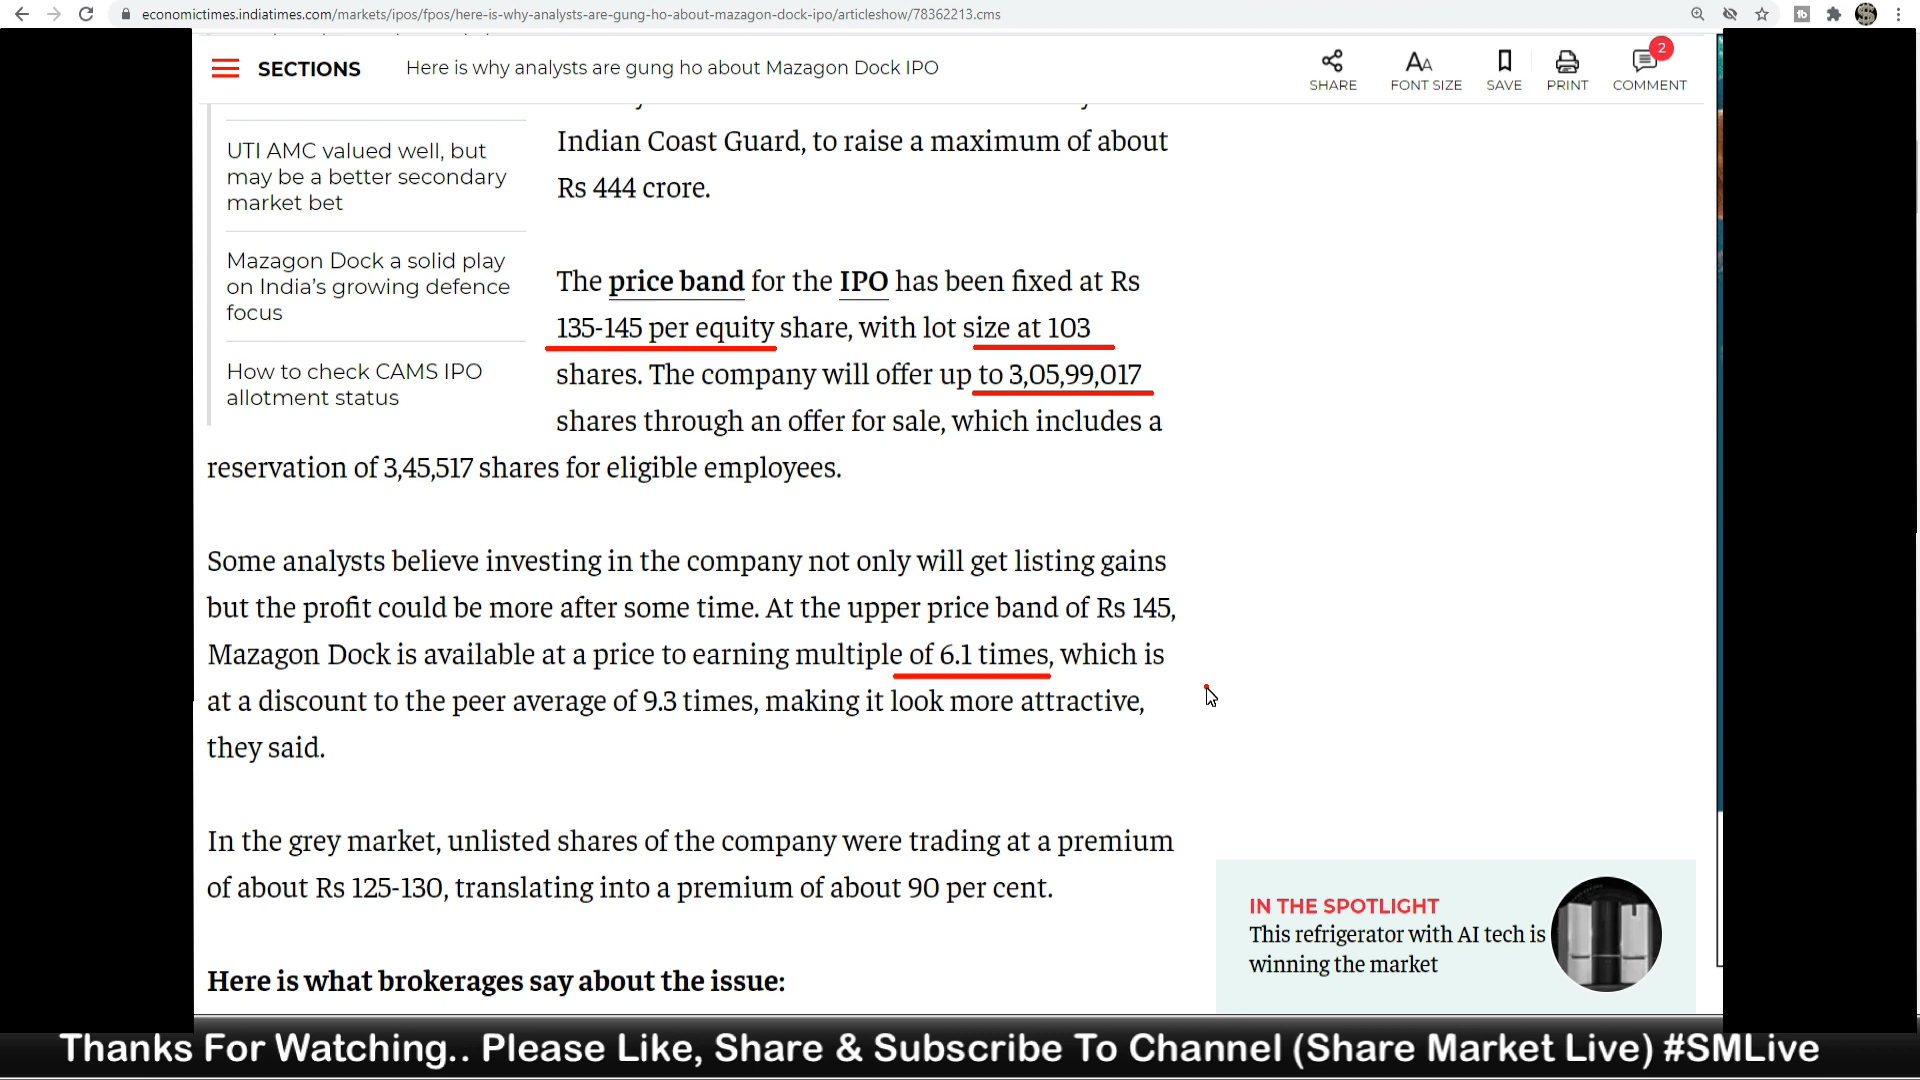 economictimes.indiatimes.com/markets/ipos/fpos/here-is-why-analysts-are-gung-ho-about-mazagon-dock-ipo/articleshow/78362213.cms
SECTIONS
Here is why analysts are gung ho about Mazagon Dock IPO
SHARE
AA
FONT SIZE
SAVE
PRINT
2
COMMENT
UTI AMC valued well, but
may be a better secondary
market bet
Mazagon Dock a solid play
on India's growing defence
focus
How to check CAMS IPO
allotment status
Indian Coast Guard, to raise a maximum of about
Rs 444 crore.
The price band for the IPO has been fixed at Rs
135-145 per equity share, with lot size at 103
shares. The company will offer up to 3,05,99,017
shares through an offer for sale, which includes a
reservation of 3,45,517 shares for eligible employees.
Some analysts believe investing in the company not only will get listing gains
but the profit could be more after some time. At the upper price band of Rs 145,
Mazagon Dock is available at a price to earning multiple of 6.1 times, which is
at a discount to the peer average of 9.3 times, making it look more attractive,
they said.
In the grey market, unlisted shares of the company were trading at a premium
of about Rs 125-130, translating into a premium of about 90 per cent.
Here is what brokerages say about the issue:
IN THE SPOTLIGHT
This refrigerator with AI tech is
winning the market
Thanks For Watching.. Please Like, Share & Subscribe To Channel (Share Market Live) #SMLive